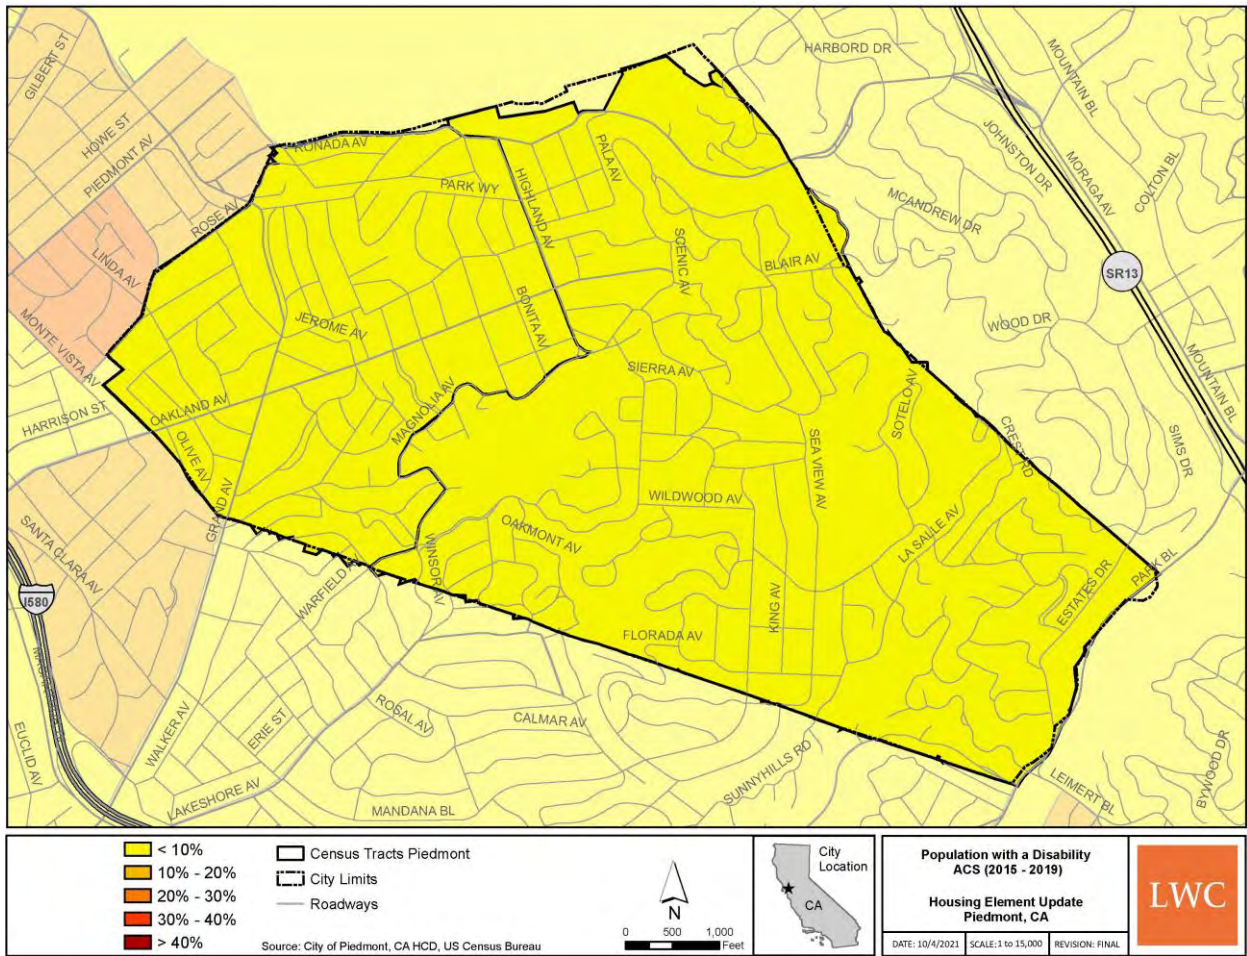 HARBORD DR
MOUNTAIN BL
GILBERT ST
HOWE ST
PIEDMONT AV
RONADA AV
PALA AV
JOHNSTON DR
MORAGA AV
COLTON BL
PARK WY
HIGHLAND AV
MCANDREW DR
ROSE AV
LINDA AV
SCENIC AV
BLAIR AV
SR13
BONITA AV
JEROME AV
WOOD DR
MONTE VISTA AV
SIERRA AV
MOUNTAIN BL
HARRISON ST
OAKLAND AV
MAGNOLIA AV
SOTELO AV
OLIVE AV
CREST RD
SIMS DR
SEA VIEW AV
GRAND AV
WILDWOOD AV
SANTA CLARA AV
OAKMONT AV
LA SALLE AV
WINSOR AV
PARK BL
I580
WARFIELD
ESTATES DR
KING AV
FLORADA AV
WALKER AV
ERIE ST
ROSAL AV
CALMAR AV
EUCLID AV
SUNNYHILLS RD
BYWOOD DR
LAKESHORE AV
MANDANA BL
LEIMERT BL
< 10%
10% - 20%
20% - 30%
30% - 40%
> 40%
Census Tracts Piedmont
City Limits
Roadways
Source: City of Piedmont, CA HCD, US Census Bureau
N
0 500 1,000
Feet
City
Location
CA
Population with a Disability
ACS (2015 - 2019)
Housing Element Update
Piedmont, CA
DATE: 10/4/2021 SCALE: 1 to 15,000 REVISION: FINAL
LWC